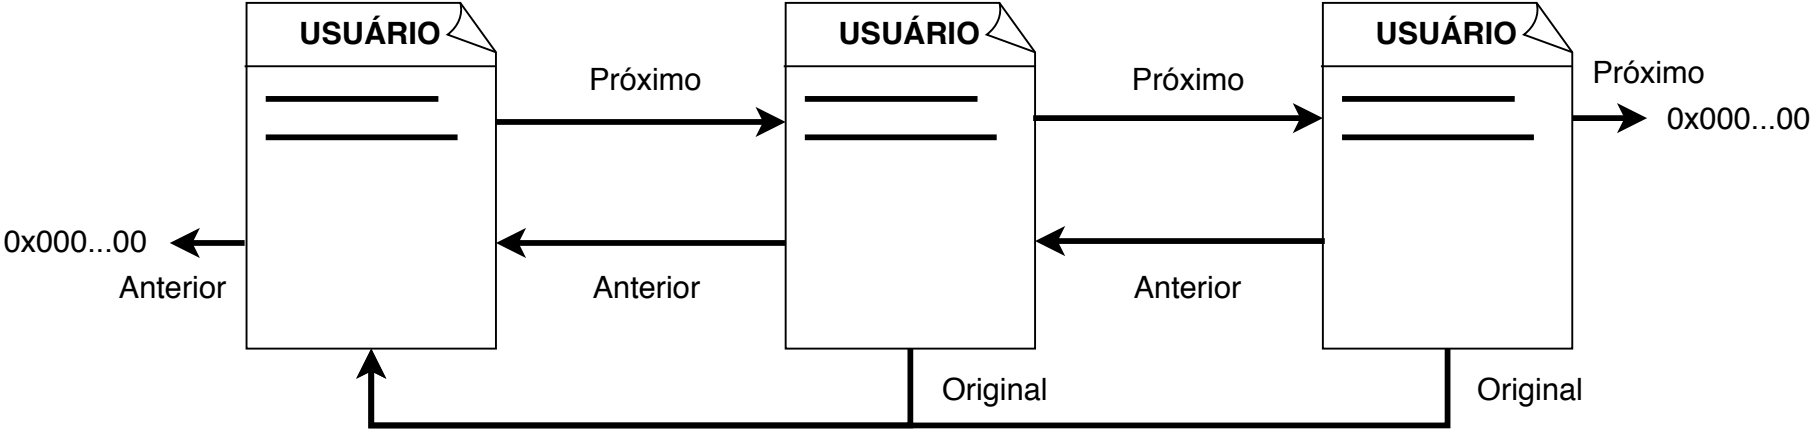 USUÁRIO
USUÁRIO
USUÁRIO
Próximo
Próximo
Próximo
0x000...00
0x000...00
Anterior
Anterior
Anterior
Original
Original